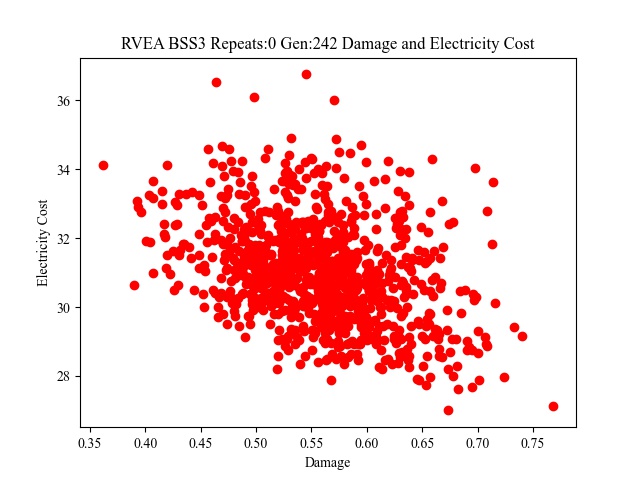 RVEA BSS3 Repeats:0 Gen:242 Damage and Electricity Cost
36
34
32
30
28
Electricity Cost
0.35 0.40 0.45 0.50 0.55 0.60 0.65 0.70 0.75
Damage